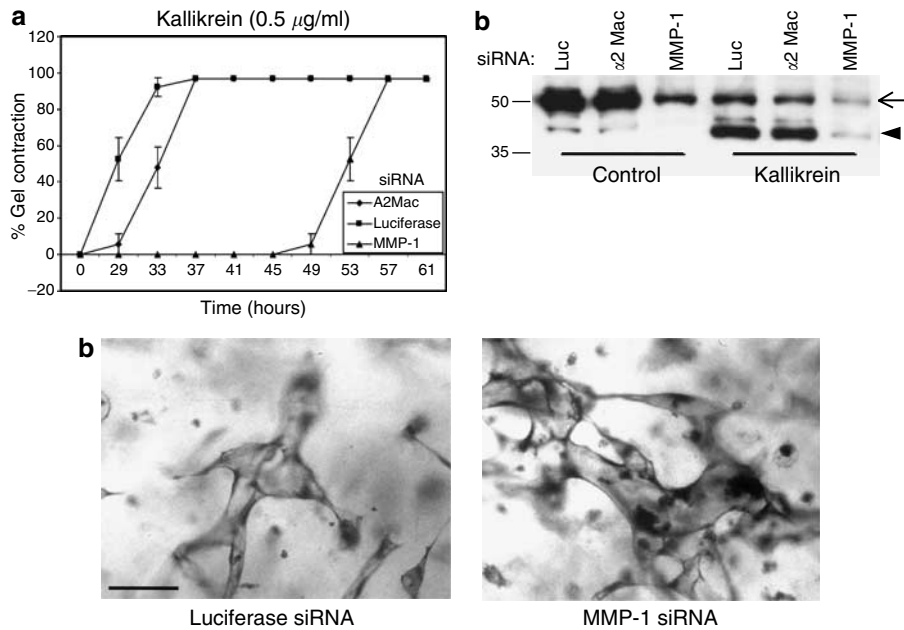 a
Kallikrein (0.5 μg/ml)
% Gel contraction
120
100
80
60
40
20
0
−20
0 29 33 37 41 45 49 53 57 61
Time (hours)
siRNA
A2Mac
Luciferase
MMP-1
b
siRNA: Luc α2 Mac MMP-1 Luc α2 Mac MMP-1
50
35
Control Kallikrein
b
Luciferase siRNA MMP-1 siRNA